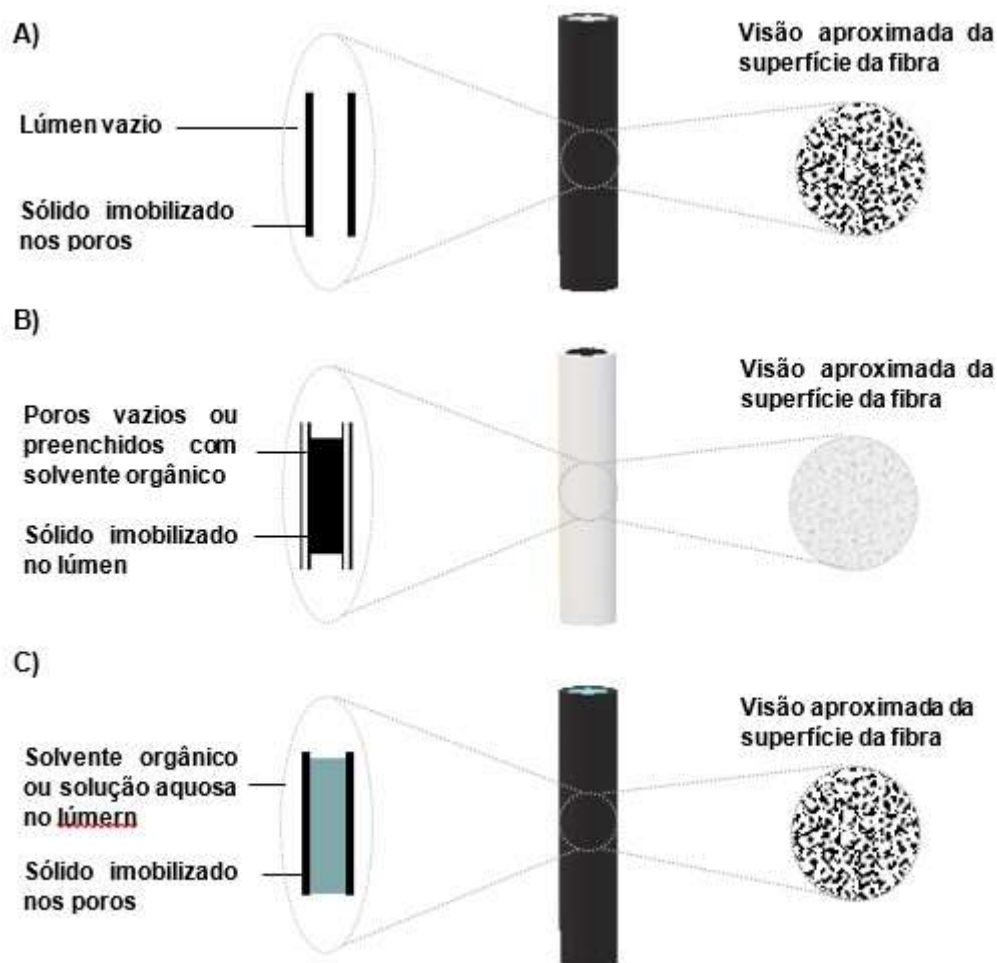 A)
Visão aproximada da
superfície da fibra
Lúmen vazio
Sólido imobilizado
nos poros
B)
Visão aproximada da
superfície da fibra
Poros vazios ou
preenchidos com
solvente orgânico
Sólido imobilizado
no lúmen
C)
Visão aproximada da
superfície da fibra
Solvente orgânico
ou solução aquosa
no lúmern
Sólido imobilizado
nos poros